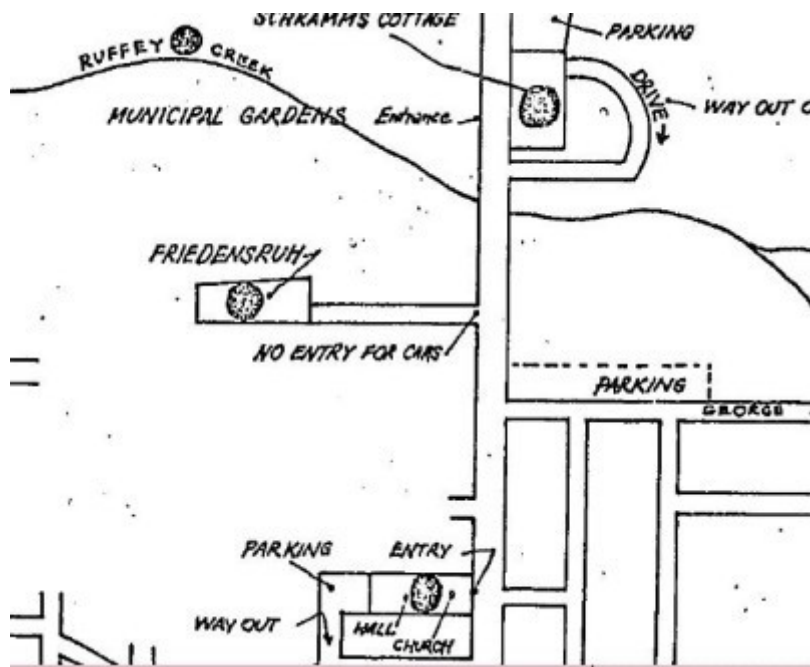 SCHRAMMS COTTAGE
PARKING
RUFFEY CREEK
DRIVE
WAY OUT
MUNICIPAL GARDENS Entrance
FRIEDENSRUH
NO ENTRY FOR CARS
PARKING
GEORGE
PARKING ENTRY
WAY OUT HALL
CHURCH